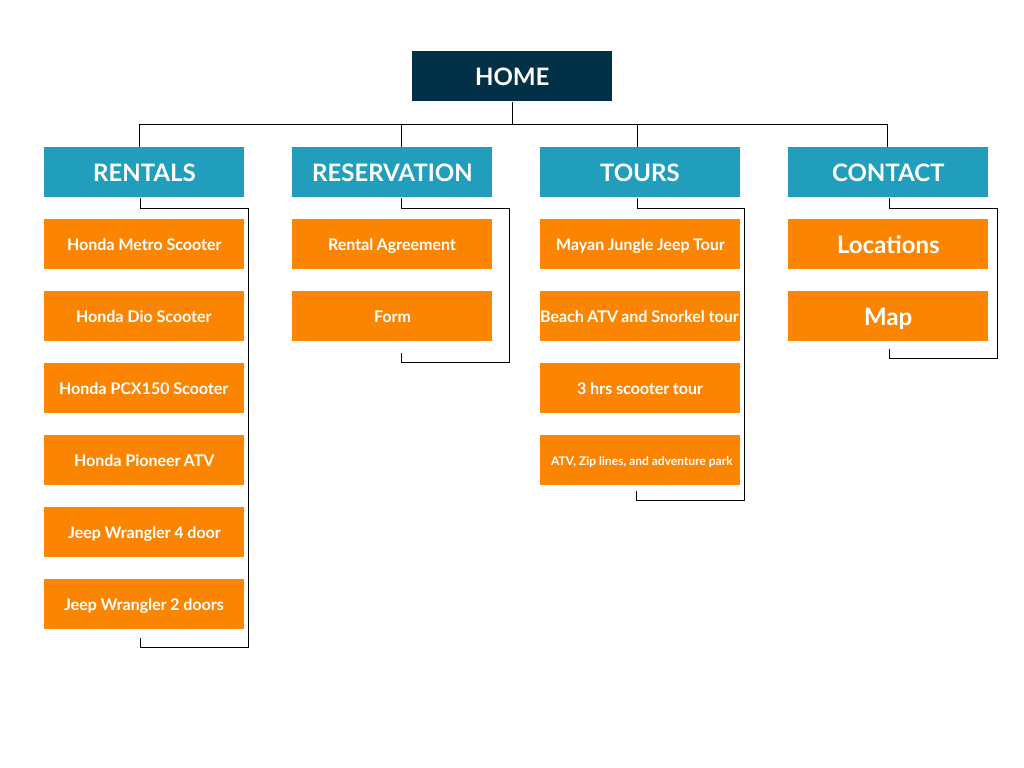 HOME
RENTALS
Honda Metro Scooter
Honda Dio Scooter
Honda PCX150 Scooter
Honda Pioneer ATV
Jeep Wrangler 4 door
Jeep Wrangler 2 doors
RESERVATION
Rental Agreement
Form
TOURS
Mayan Jungle Jeep Tour
Beach ATV and Snorkel tour
3 hrs scooter tour
ATV, Zip lines, and adventure park
CONTACT
Locations
Map